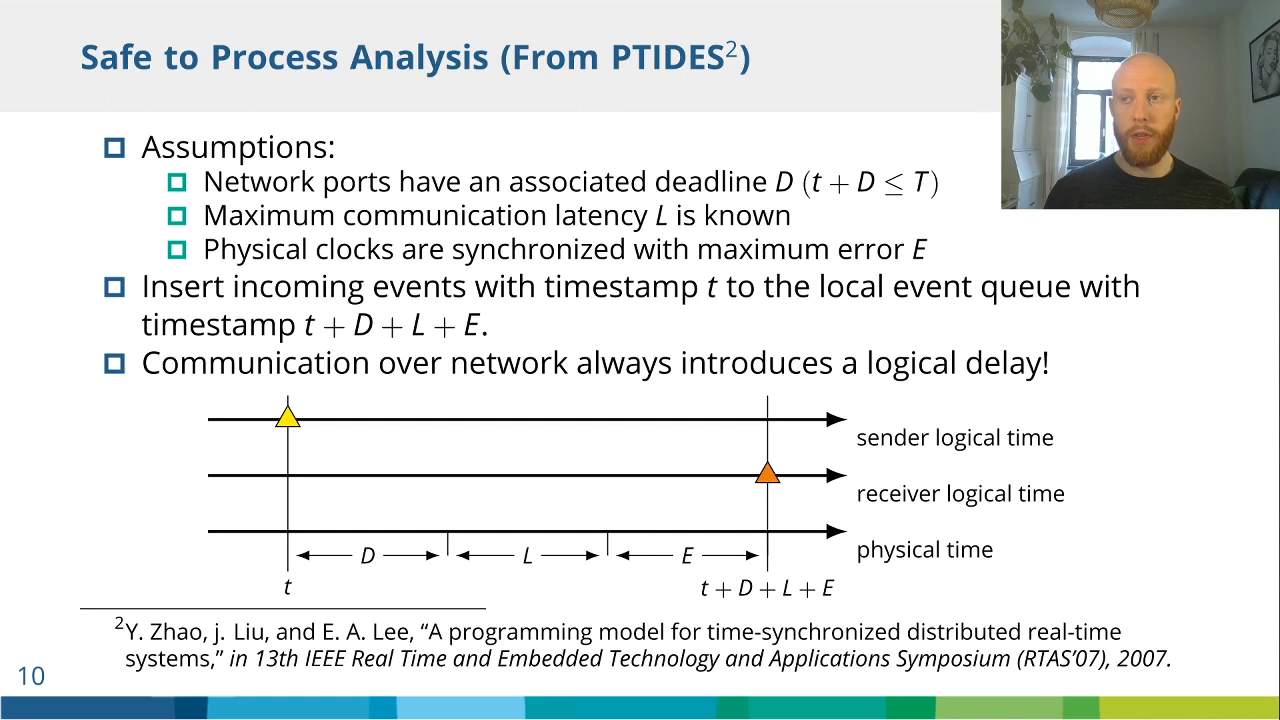 Safe to Process Analysis (From PTIDES²)
Assumptions:
Network ports have an associated deadline D (t + D ≤ T)
Maximum communication latency L is known
Physical clocks are synchronized with maximum error E
Insert incoming events with timestamp t to the local event queue with
timestamp t + D + L + E.
Communication over network always introduces a logical delay!
sender logical time
receiver logical time
physical time
D
L
E
t
t + D + L + E
²Y. Zhao, j. Liu, and E. A. Lee, “A programming model for time-synchronized distributed real-time
systems,” in 13th IEEE Real Time and Embedded Technology and Applications Symposium (RTAS’07), 2007.
10